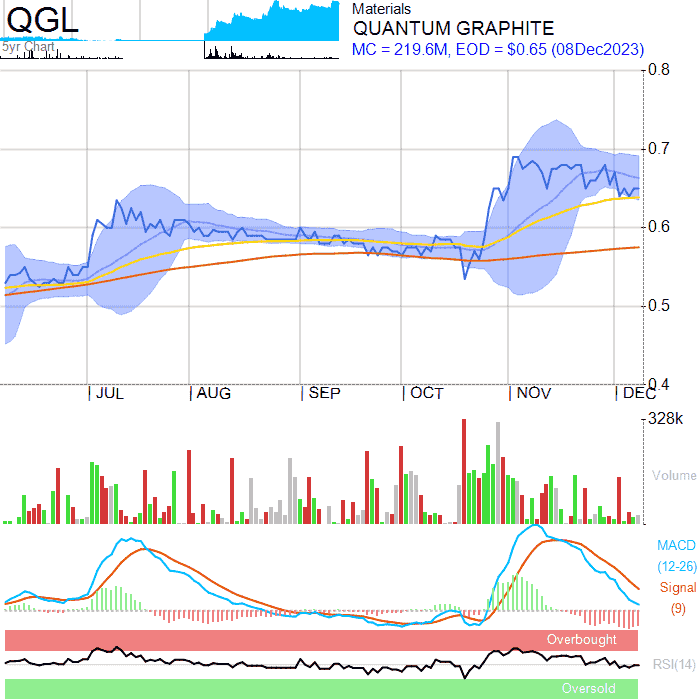 QGL
5yr Chart
Materials
QUANTUM GRAPHITE
MC = 219.6M, EOD = $0.65 (08Dec2023)
0.8
0.7
0.6
0.5
0.4
JUL AUG SEP OCT NOV DEC
328k
Volume
MACD
(12-26)
Signal
(9)
Overbought
RSI(14)
Oversold